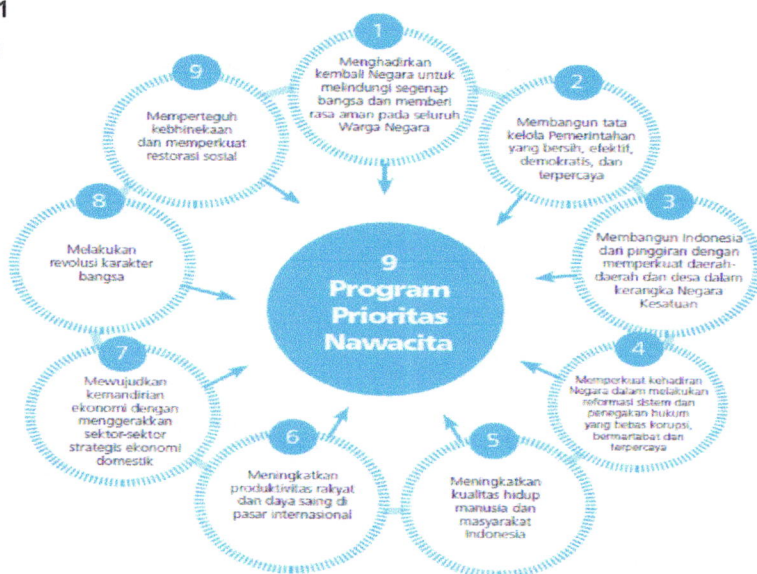 1
1
Menghadirkan
kembali Negara untuk
melindungi segenap
bangsa dan memberi
rasa aman pada seluruh
Warga Negara
2
Membangun tata
kelola Pemerintahan
yang bersih, efektif,
demokratis, dan
terpercaya
3
Membangun Indonesia
dari pinggiran dengan
memperkuat daerah-
daerah dan desa dalam
kerangka Negara
Kesatuan
4
Memperkuat kehadiran
Negara dalam melakukan
reformasi sistem dan
penegakan hukum
yang bebas korupsi,
bermartabat dan
terpercaya
5
Meningkatkan
kualitas hidup
manusia dan
masyarakat
Indonesia
6
Meningkatkan
produktivitas rakyat
dan daya saing di
pasar internasional
7
Mewujudkan
kemandirian
ekonomi dengan
menggerakkan
sektor-sektor
strategis ekonomi
domestik
8
Melakukan
revolusi karakter
bangsa
9
Memperteguh
kebhinekaan
dan memperkuat
restorasi sosial
9
Program
Prioritas
Nawacita